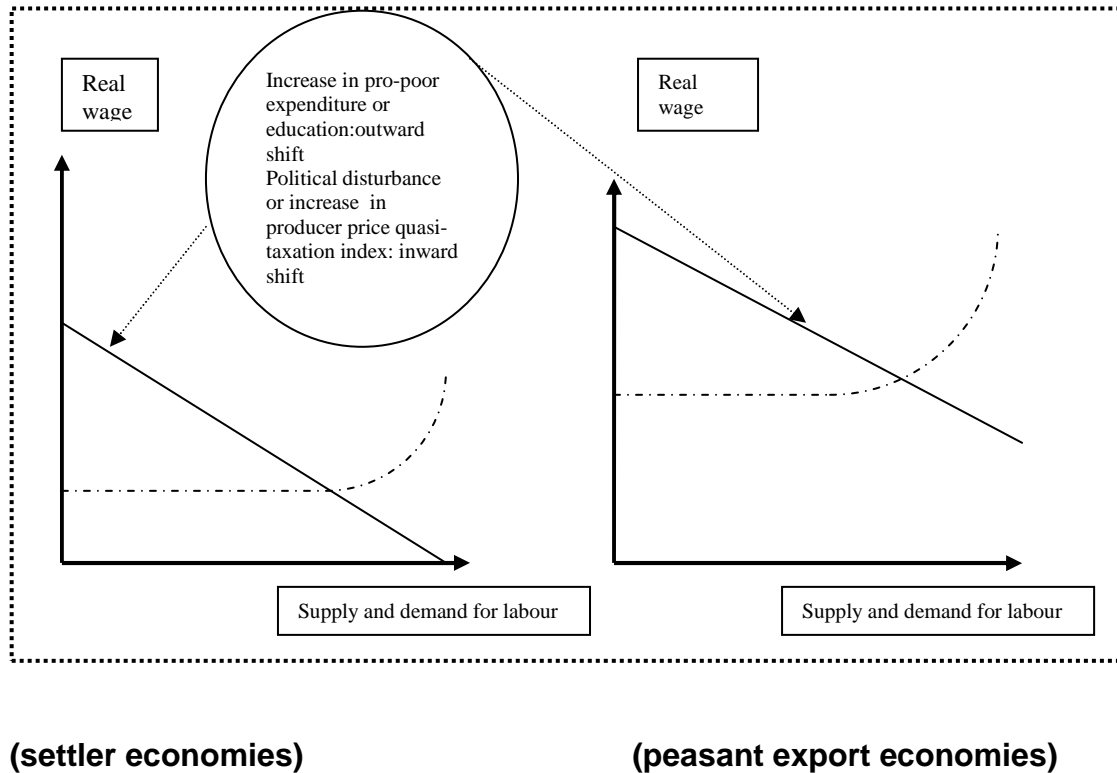 Real
wage
Increase in pro-poor
expenditure or
education:outward
shift
Political disturbance
or increase in
producer price quasi-
taxation index: inward
shift
Real
wage
Supply and demand for labour
Supply and demand for labour
(settler economies)
(peasant export economies)